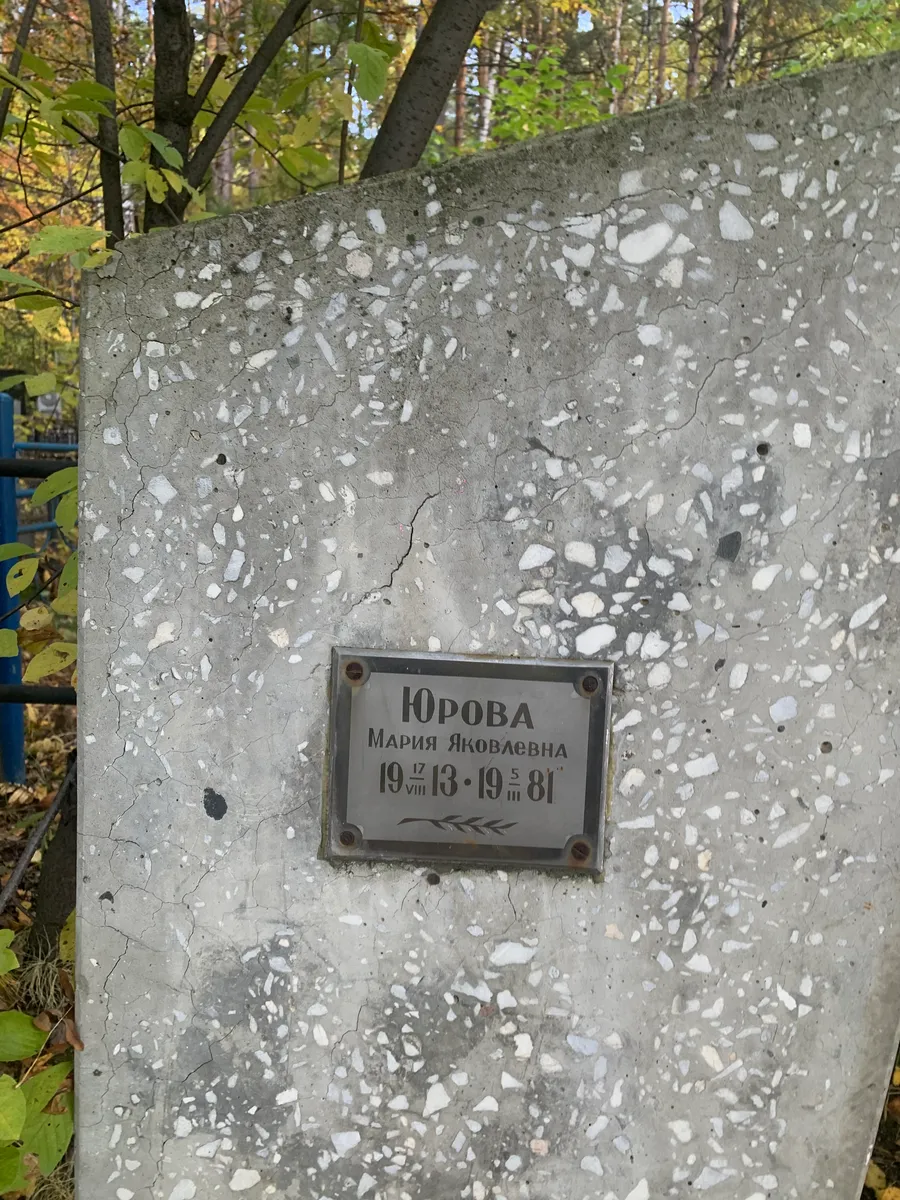 Юрова
Мария Яковлевна
19 17/VIII 13 · 19 5/III 81